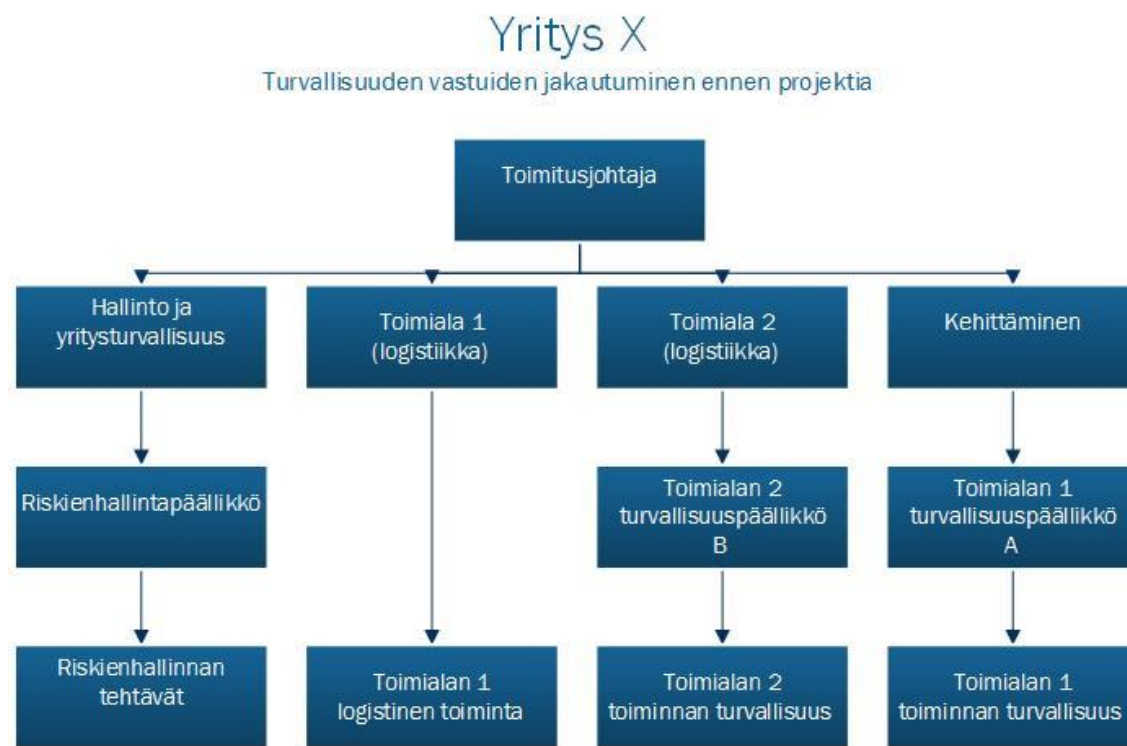 Yritys X
Turvallisuuden vastuiden jakautuminen ennen projektia
Toimitusjohtaja
Hallinto ja
yritysturvallisuus
Toimiala 1
(logistiikka)
Toimiala 2
(logistiikka)
Kehittäminen
Riskienhallintapäällikkö
Toimialan 2
turvallisuuspäällikkö
B
Toimialan 1
turvallisuuspäällikkö
A
Riskienhallinnan
tehtävät
Toimialan 1
logistinen toiminta
Toimialan 2
toiminnan turvallisuus
Toimialan 1
toiminnan turvallisuus